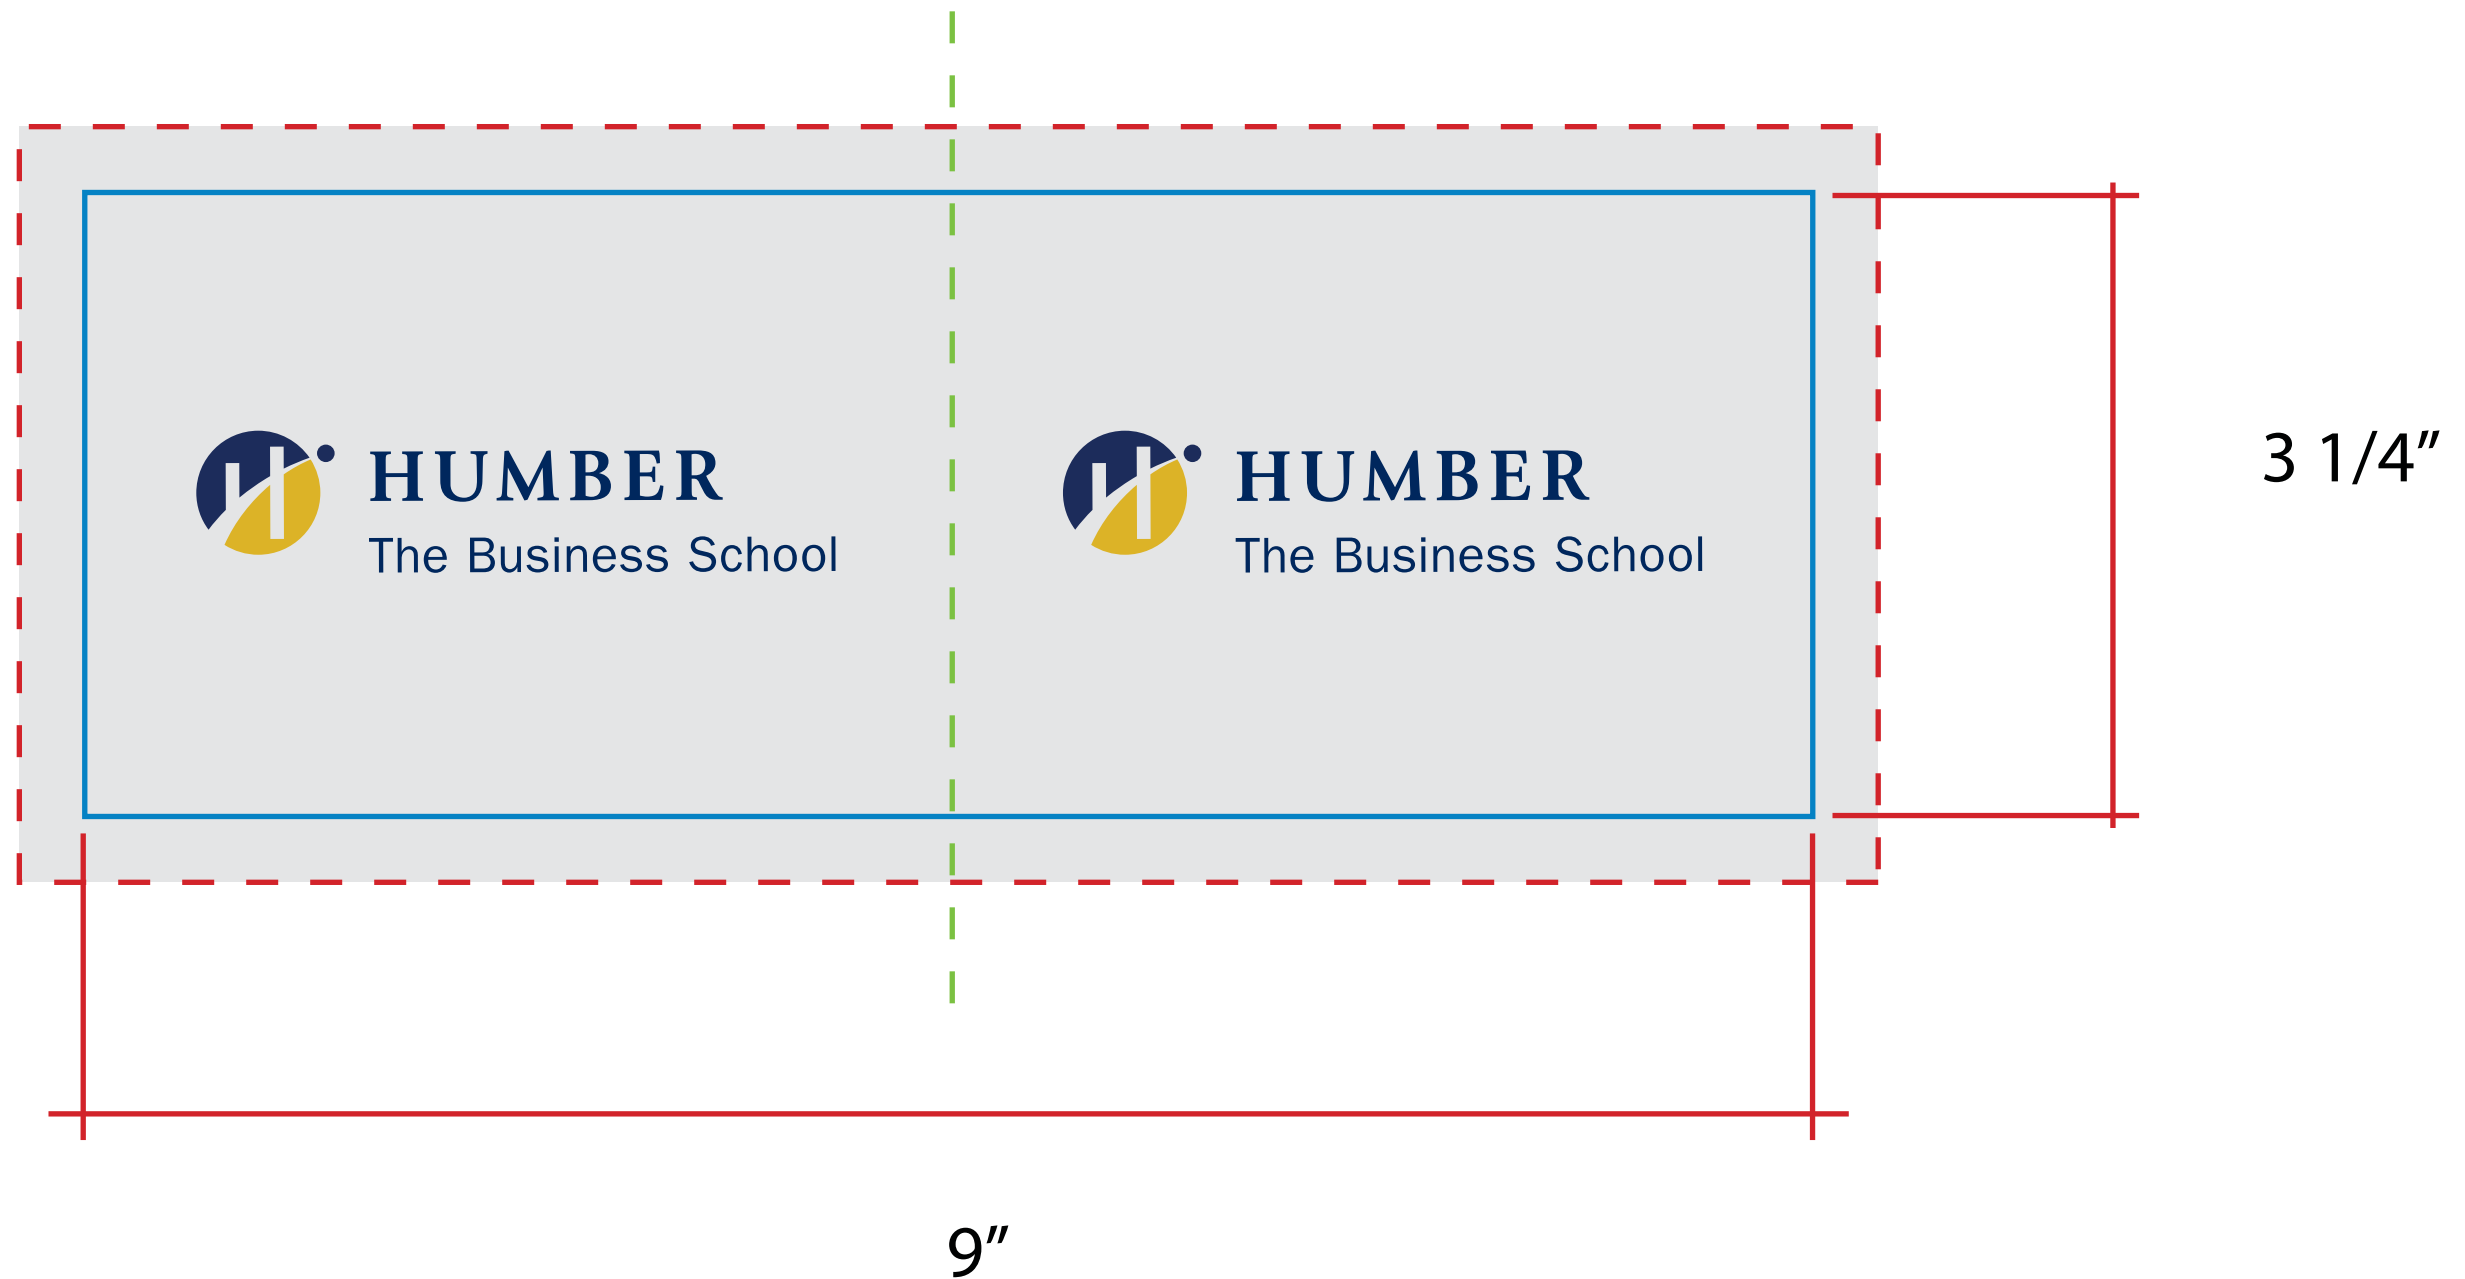 HUMBER
The Business School
HUMBER
The Business School
3 1/4”
9”